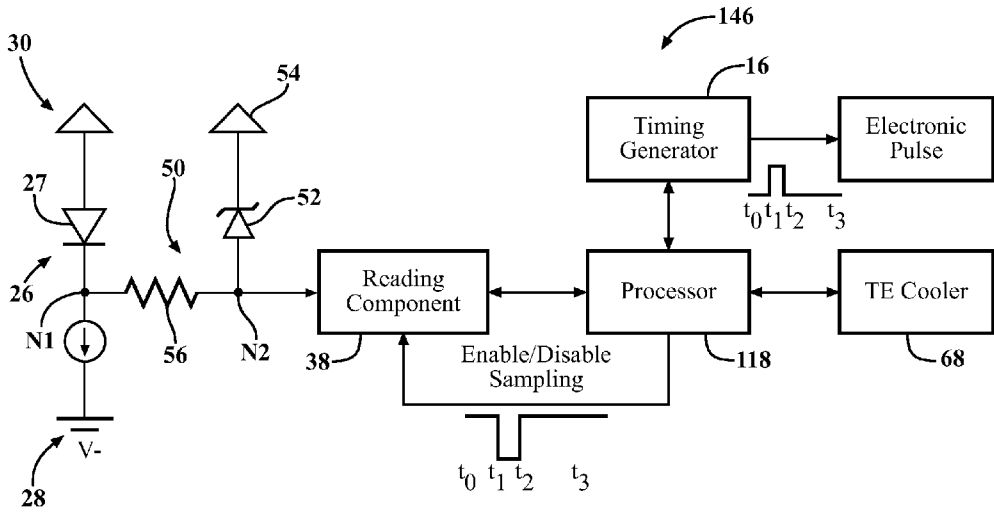 146
30
54
16
Timing
Generator
Electronic
Pulse
27
50
52
t0 t1 t2 t3
26
Reading
Component
Processor
TE Cooler
N1
56
N2
38
Enable/Disable
Sampling
118
68
V-
28
t0 t1 t2 t3